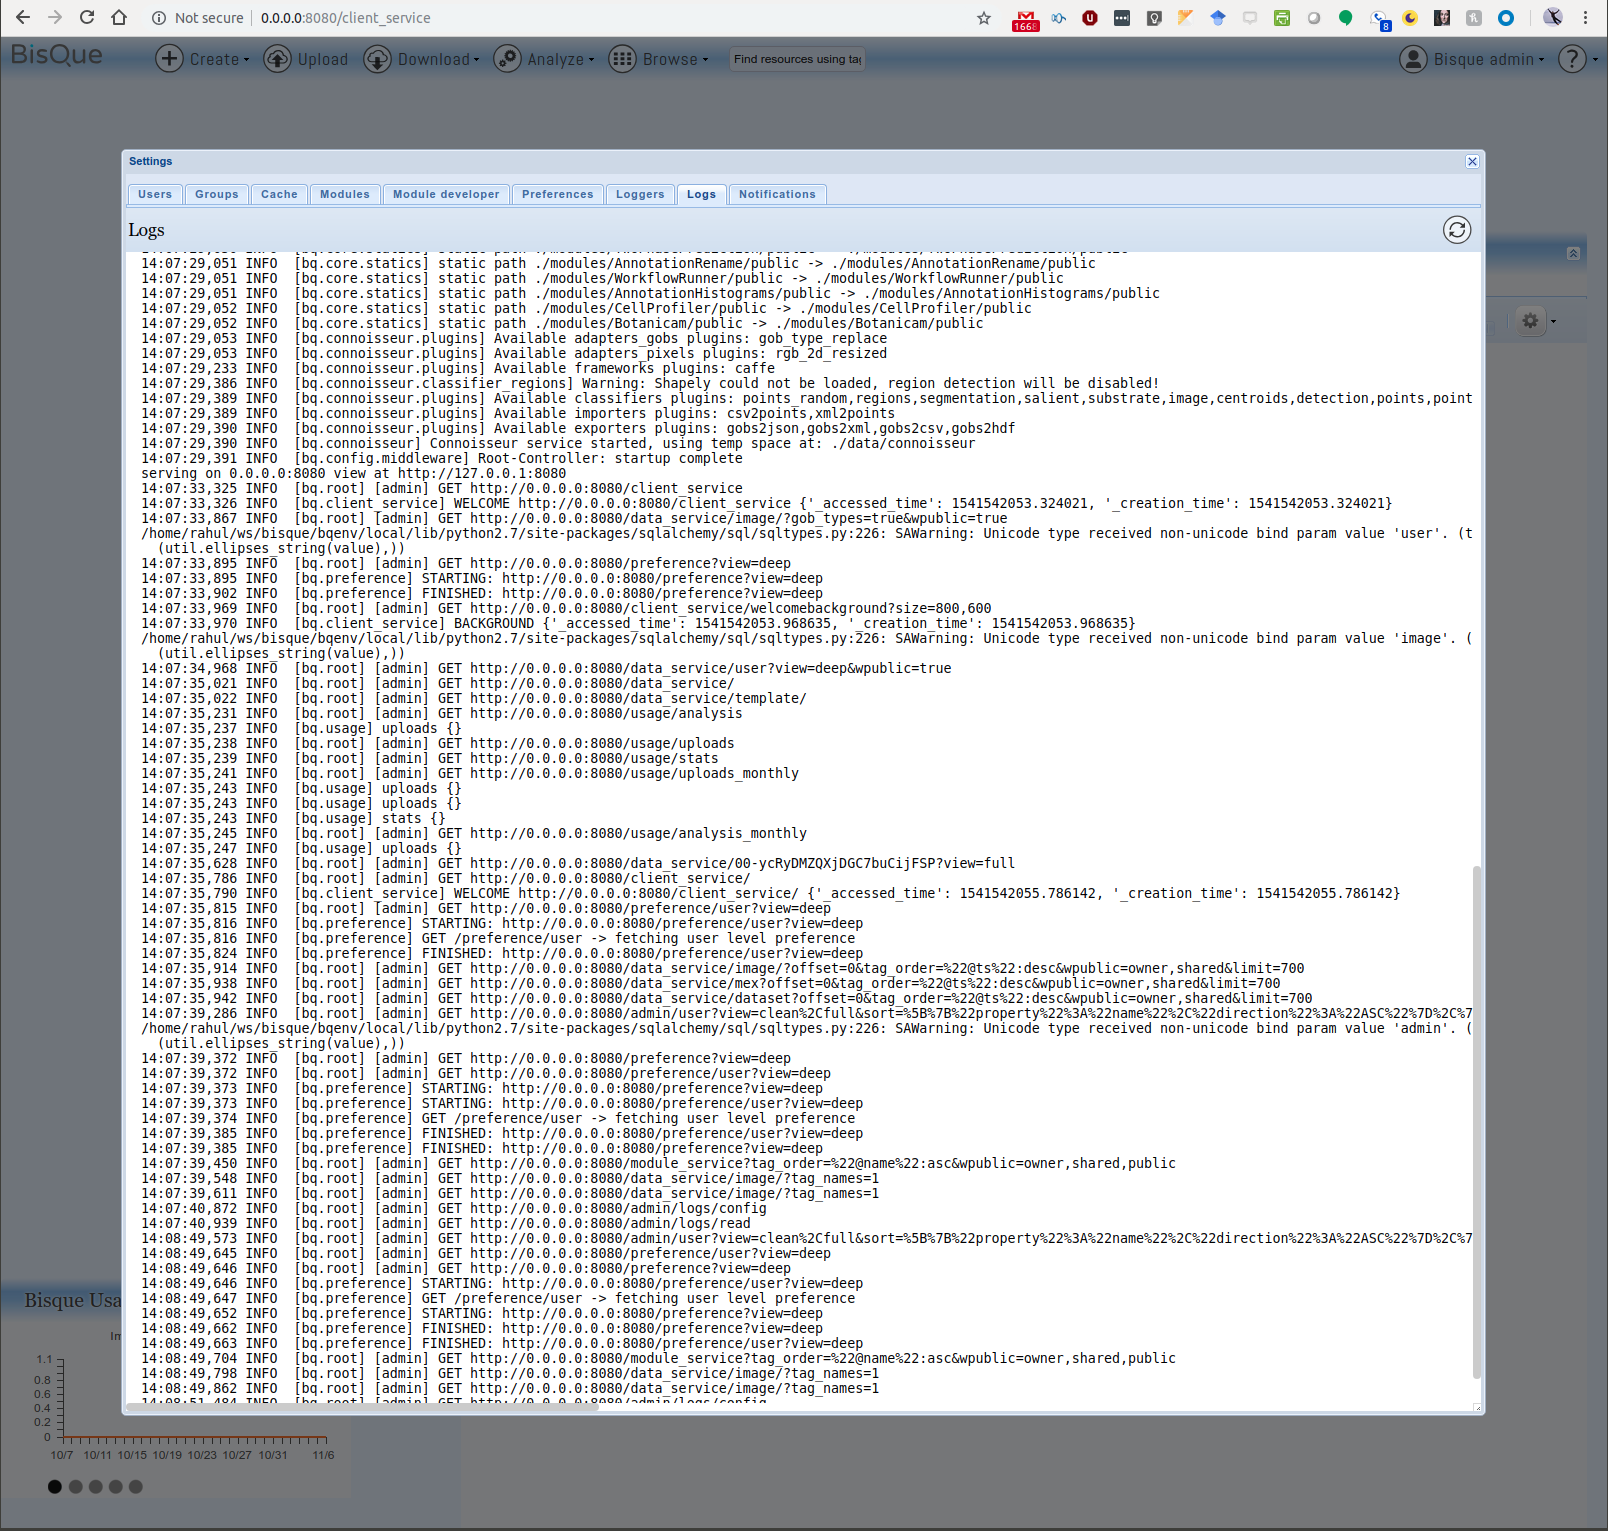 Not secure | 0.0.0.0:8080/client_service
1668
8
BisQue
Create
Upload
Download
Analyze
Browse
Find resources using tag
Bisque admin
?
Settings
Users
Groups
Cache
Modules
Module developer
Preferences
Loggers
Logs
Notifications
Logs
14:07:29,051 INFO [bq.core.statics] static path ./modules/AnnotationRename/public -> ./modules/AnnotationRename/public
14:07:29,051 INFO [bq.core.statics] static path ./modules/WorkflowRunner/public -> ./modules/WorkflowRunner/public
14:07:29,051 INFO [bq.core.statics] static path ./modules/AnnotationHistograms/public -> ./modules/AnnotationHistograms/public
14:07:29,052 INFO [bq.core.statics] static path ./modules/CellProfiler/public -> ./modules/CellProfiler/public
14:07:29,052 INFO [bq.core.statics] static path ./modules/Botanicam/public -> ./modules/Botanicam/public
14:07:29,053 INFO [bq.connoisseur.plugins] Available adapters_gobs plugins: gob_type_replace
14:07:29,053 INFO [bq.connoisseur.plugins] Available adapters_pixels plugins: rgb_2d_resized
14:07:29,233 INFO [bq.connoisseur.plugins] Available frameworks plugins: caffe
14:07:29,386 INFO [bq.connoisseur.classifier_regions] Warning: Shapely could not be loaded, region detection will be disabled!
14:07:29,389 INFO [bq.connoisseur.plugins] Available classifiers plugins: points_random,regions,segmentation,salient,substrate,image,centroids,detection,points,point
14:07:29,389 INFO [bq.connoisseur.plugins] Available importers plugins: csv2points,xml2points
14:07:29,390 INFO [bq.connoisseur.plugins] Available exporters plugins: gobs2json,gobs2xml,gobs2csv,gobs2hdf
14:07:29,390 INFO [bq.connoisseur] Connoisseur service started, using temp space at: ./data/connoisseur
14:07:29,391 INFO [bq.config.middleware] Root-Controller: startup complete
serving on 0.0.0.0:8080 view at http://127.0.0.1:8080
14:07:33,325 INFO [bq.root] [admin] GET http://0.0.0.0:8080/client_service
14:07:33,326 INFO [bq.client_service] WELCOME http://0.0.0.0:8080/client_service {'_accessed_time': 1541542053.324021, '_creation_time': 1541542053.324021}
14:07:33,867 INFO [bq.root] [admin] GET http://0.0.0.0:8080/data_service/image/?gob_types=true&wpublic=true
/home/rahul/ws/bisque/bqenv/local/lib/python2.7/site-packages/sqlalchemy/sql/sqltypes.py:226: SAWarning: Unicode type received non-unicode bind param value 'user'. (t
(util.ellipses_string(value),))
14:07:33,895 INFO [bq.root] [admin] GET http://0.0.0.0:8080/preference?view=deep
14:07:33,895 INFO [bq.preference] STARTING: http://0.0.0.0:8080/preference?view=deep
14:07:33,902 INFO [bq.preference] FINISHED: http://0.0.0.0:8080/preference?view=deep
14:07:33,969 INFO [bq.root] [admin] GET http://0.0.0.0:8080/client_service/welcomebackground?size=800,600
14:07:33,970 INFO [bq.client_service] BACKGROUND {'_accessed_time': 1541542053.968635, '_creation_time': 1541542053.968635}
/home/rahul/ws/bisque/bqenv/local/lib/python2.7/site-packages/sqlalchemy/sql/sqltypes.py:226: SAWarning: Unicode type received non-unicode bind param value 'image'. (
(util.ellipses_string(value),))
14:07:34,968 INFO [bq.root] [admin] GET http://0.0.0.0:8080/data_service/user?view=deep&wpublic=true
14:07:35,021 INFO [bq.root] [admin] GET http://0.0.0.0:8080/data_service/
14:07:35,022 INFO [bq.root] [admin] GET http://0.0.0.0:8080/data_service/template/
14:07:35,231 INFO [bq.root] [admin] GET http://0.0.0.0:8080/usage/analysis
14:07:35,237 INFO [bq.usage] uploads {}
14:07:35,238 INFO [bq.root] [admin] GET http://0.0.0.0:8080/usage/uploads
14:07:35,239 INFO [bq.root] [admin] GET http://0.0.0.0:8080/usage/stats
14:07:35,241 INFO [bq.root] [admin] GET http://0.0.0.0:8080/usage/uploads_monthly
14:07:35,243 INFO [bq.usage] uploads {}
14:07:35,243 INFO [bq.usage] uploads {}
14:07:35,243 INFO [bq.usage] stats {}
14:07:35,245 INFO [bq.root] [admin] GET http://0.0.0.0:8080/usage/analysis_monthly
14:07:35,247 INFO [bq.usage] uploads {}
14:07:35,628 INFO [bq.root] [admin] GET http://0.0.0.0:8080/data_service/00-ycRyDMZQXjDGC7buCijFSP?view=full
14:07:35,786 INFO [bq.root] [admin] GET http://0.0.0.0:8080/client_service/
14:07:35,790 INFO [bq.client_service] WELCOME http://0.0.0.0:8080/client_service/ {'_accessed_time': 1541542055.786142, '_creation_time': 1541542055.786142}
14:07:35,815 INFO [bq.root] [admin] GET http://0.0.0.0:8080/preference/user?view=deep
14:07:35,816 INFO [bq.preference] STARTING: http://0.0.0.0:8080/preference/user?view=deep
14:07:35,816 INFO [bq.preference] GET /preference/user -> fetching user level preference
14:07:35,824 INFO [bq.preference] FINISHED: http://0.0.0.0:8080/preference/user?view=deep
14:07:35,914 INFO [bq.root] [admin] GET http://0.0.0.0:8080/data_service/image/?offset=0&tag_order=%22@ts%22:desc&wpublic=owner,shared&limit=700
14:07:35,938 INFO [bq.root] [admin] GET http://0.0.0.0:8080/data_service/mex?offset=0&tag_order=%22@ts%22:desc&wpublic=owner,shared&limit=700
14:07:35,942 INFO [bq.root] [admin] GET http://0.0.0.0:8080/data_service/dataset?offset=0&tag_order=%22@ts%22:desc&wpublic=owner,shared&limit=700
14:07:39,286 INFO [bq.root] [admin] GET http://0.0.0.0:8080/admin/user?view=clean%2Cfull&sort=%5B%7B%22property%22%3A%22name%22%2C%22direction%22%3A%22ASC%22%7D%2C%7
/home/rahul/ws/bisque/bqenv/local/lib/python2.7/site-packages/sqlalchemy/sql/sqltypes.py:226: SAWarning: Unicode type received non-unicode bind param value 'admin'. (
(util.ellipses_string(value),))
14:07:39,372 INFO [bq.root] [admin] GET http://0.0.0.0:8080/preference?view=deep
14:07:39,372 INFO [bq.root] [admin] GET http://0.0.0.0:8080/preference/user?view=deep
14:07:39,373 INFO [bq.preference] STARTING: http://0.0.0.0:8080/preference?view=deep
14:07:39,373 INFO [bq.preference] STARTING: http://0.0.0.0:8080/preference/user?view=deep
14:07:39,374 INFO [bq.preference] GET /preference/user -> fetching user level preference
14:07:39,385 INFO [bq.preference] FINISHED: http://0.0.0.0:8080/preference/user?view=deep
14:07:39,385 INFO [bq.preference] FINISHED: http://0.0.0.0:8080/preference?view=deep
14:07:39,450 INFO [bq.root] [admin] GET http://0.0.0.0:8080/module_service?tag_order=%22@name%22:asc&wpublic=owner,shared,public
14:07:39,548 INFO [bq.root] [admin] GET http://0.0.0.0:8080/data_service/image/?tag_names=1
14:07:39,611 INFO [bq.root] [admin] GET http://0.0.0.0:8080/data_service/image/?tag_names=1
14:07:40,872 INFO [bq.root] [admin] GET http://0.0.0.0:8080/admin/logs/config
14:07:40,939 INFO [bq.root] [admin] GET http://0.0.0.0:8080/admin/logs/read
14:08:49,573 INFO [bq.root] [admin] GET http://0.0.0.0:8080/admin/user?view=clean%2Cfull&sort=%5B%7B%22property%22%3A%22name%22%2C%22direction%22%3A%22ASC%22%7D%2C%7
14:08:49,645 INFO [bq.root] [admin] GET http://0.0.0.0:8080/preference/user?view=deep
14:08:49,646 INFO [bq.root] [admin] GET http://0.0.0.0:8080/preference?view=deep
14:08:49,646 INFO [bq.preference] STARTING: http://0.0.0.0:8080/preference/user?view=deep
14:08:49,647 INFO [bq.preference] GET /preference/user -> fetching user level preference
14:08:49,652 INFO [bq.preference] STARTING: http://0.0.0.0:8080/preference?view=deep
14:08:49,662 INFO [bq.preference] FINISHED: http://0.0.0.0:8080/preference?view=deep
14:08:49,663 INFO [bq.preference] FINISHED: http://0.0.0.0:8080/preference/user?view=deep
14:08:49,704 INFO [bq.root] [admin] GET http://0.0.0.0:8080/module_service?tag_order=%22@name%22:asc&wpublic=owner,shared,public
14:08:49,798 INFO [bq.root] [admin] GET http://0.0.0.0:8080/data_service/image/?tag_names=1
14:08:49,862 INFO [bq.root] [admin] GET http://0.0.0.0:8080/data_service/image/?tag_names=1
14:08:51,484 INFO [bq.root] [admin] GET http://0.0.0.0:8080/admin/logs/config
Bisque Usa
Im
1.1
0.8
0.6
0.4
0.2
0
10/7 10/11 10/15 10/19 10/23 10/27 10/31 11/6